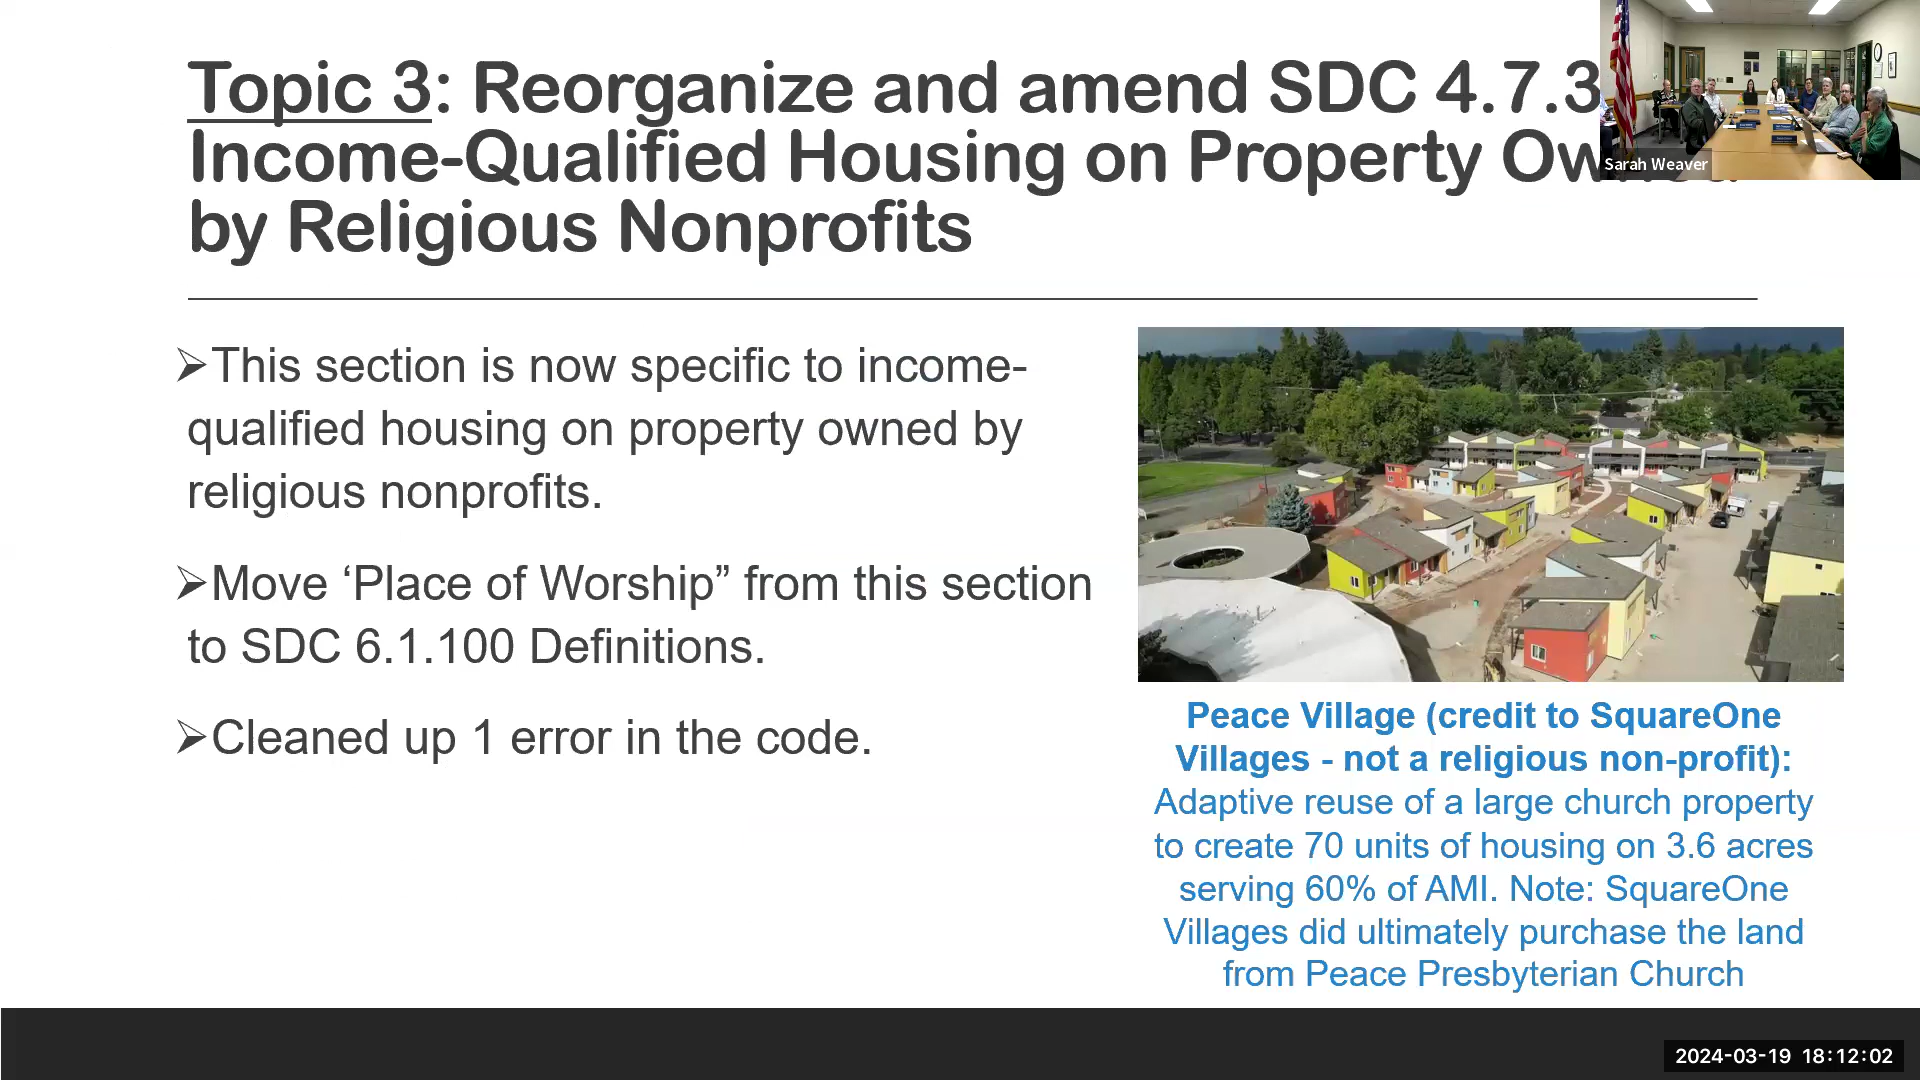 Topic 3: Reorganize and amend SDC 4.7.3
Income-Qualified Housing on Property
by Religious Nonprofits
Sarah Weaver
➢This section is now specific to income-
qualified housing on property owned by
religious nonprofits.
➢Move ‘Place of Worship” from this section
to SDC 6.1.100 Definitions.
➢Cleaned up 1 error in the code.
Peace Village (credit to SquareOne
Villages - not a religious non-profit):
Adaptive reuse of a large church property
to create 70 units of housing on 3.6 acres
serving 60% of AMI. Note: SquareOne
Villages did ultimately purchase the land
from Peace Presbyterian Church
2024-03-19 18:12:02